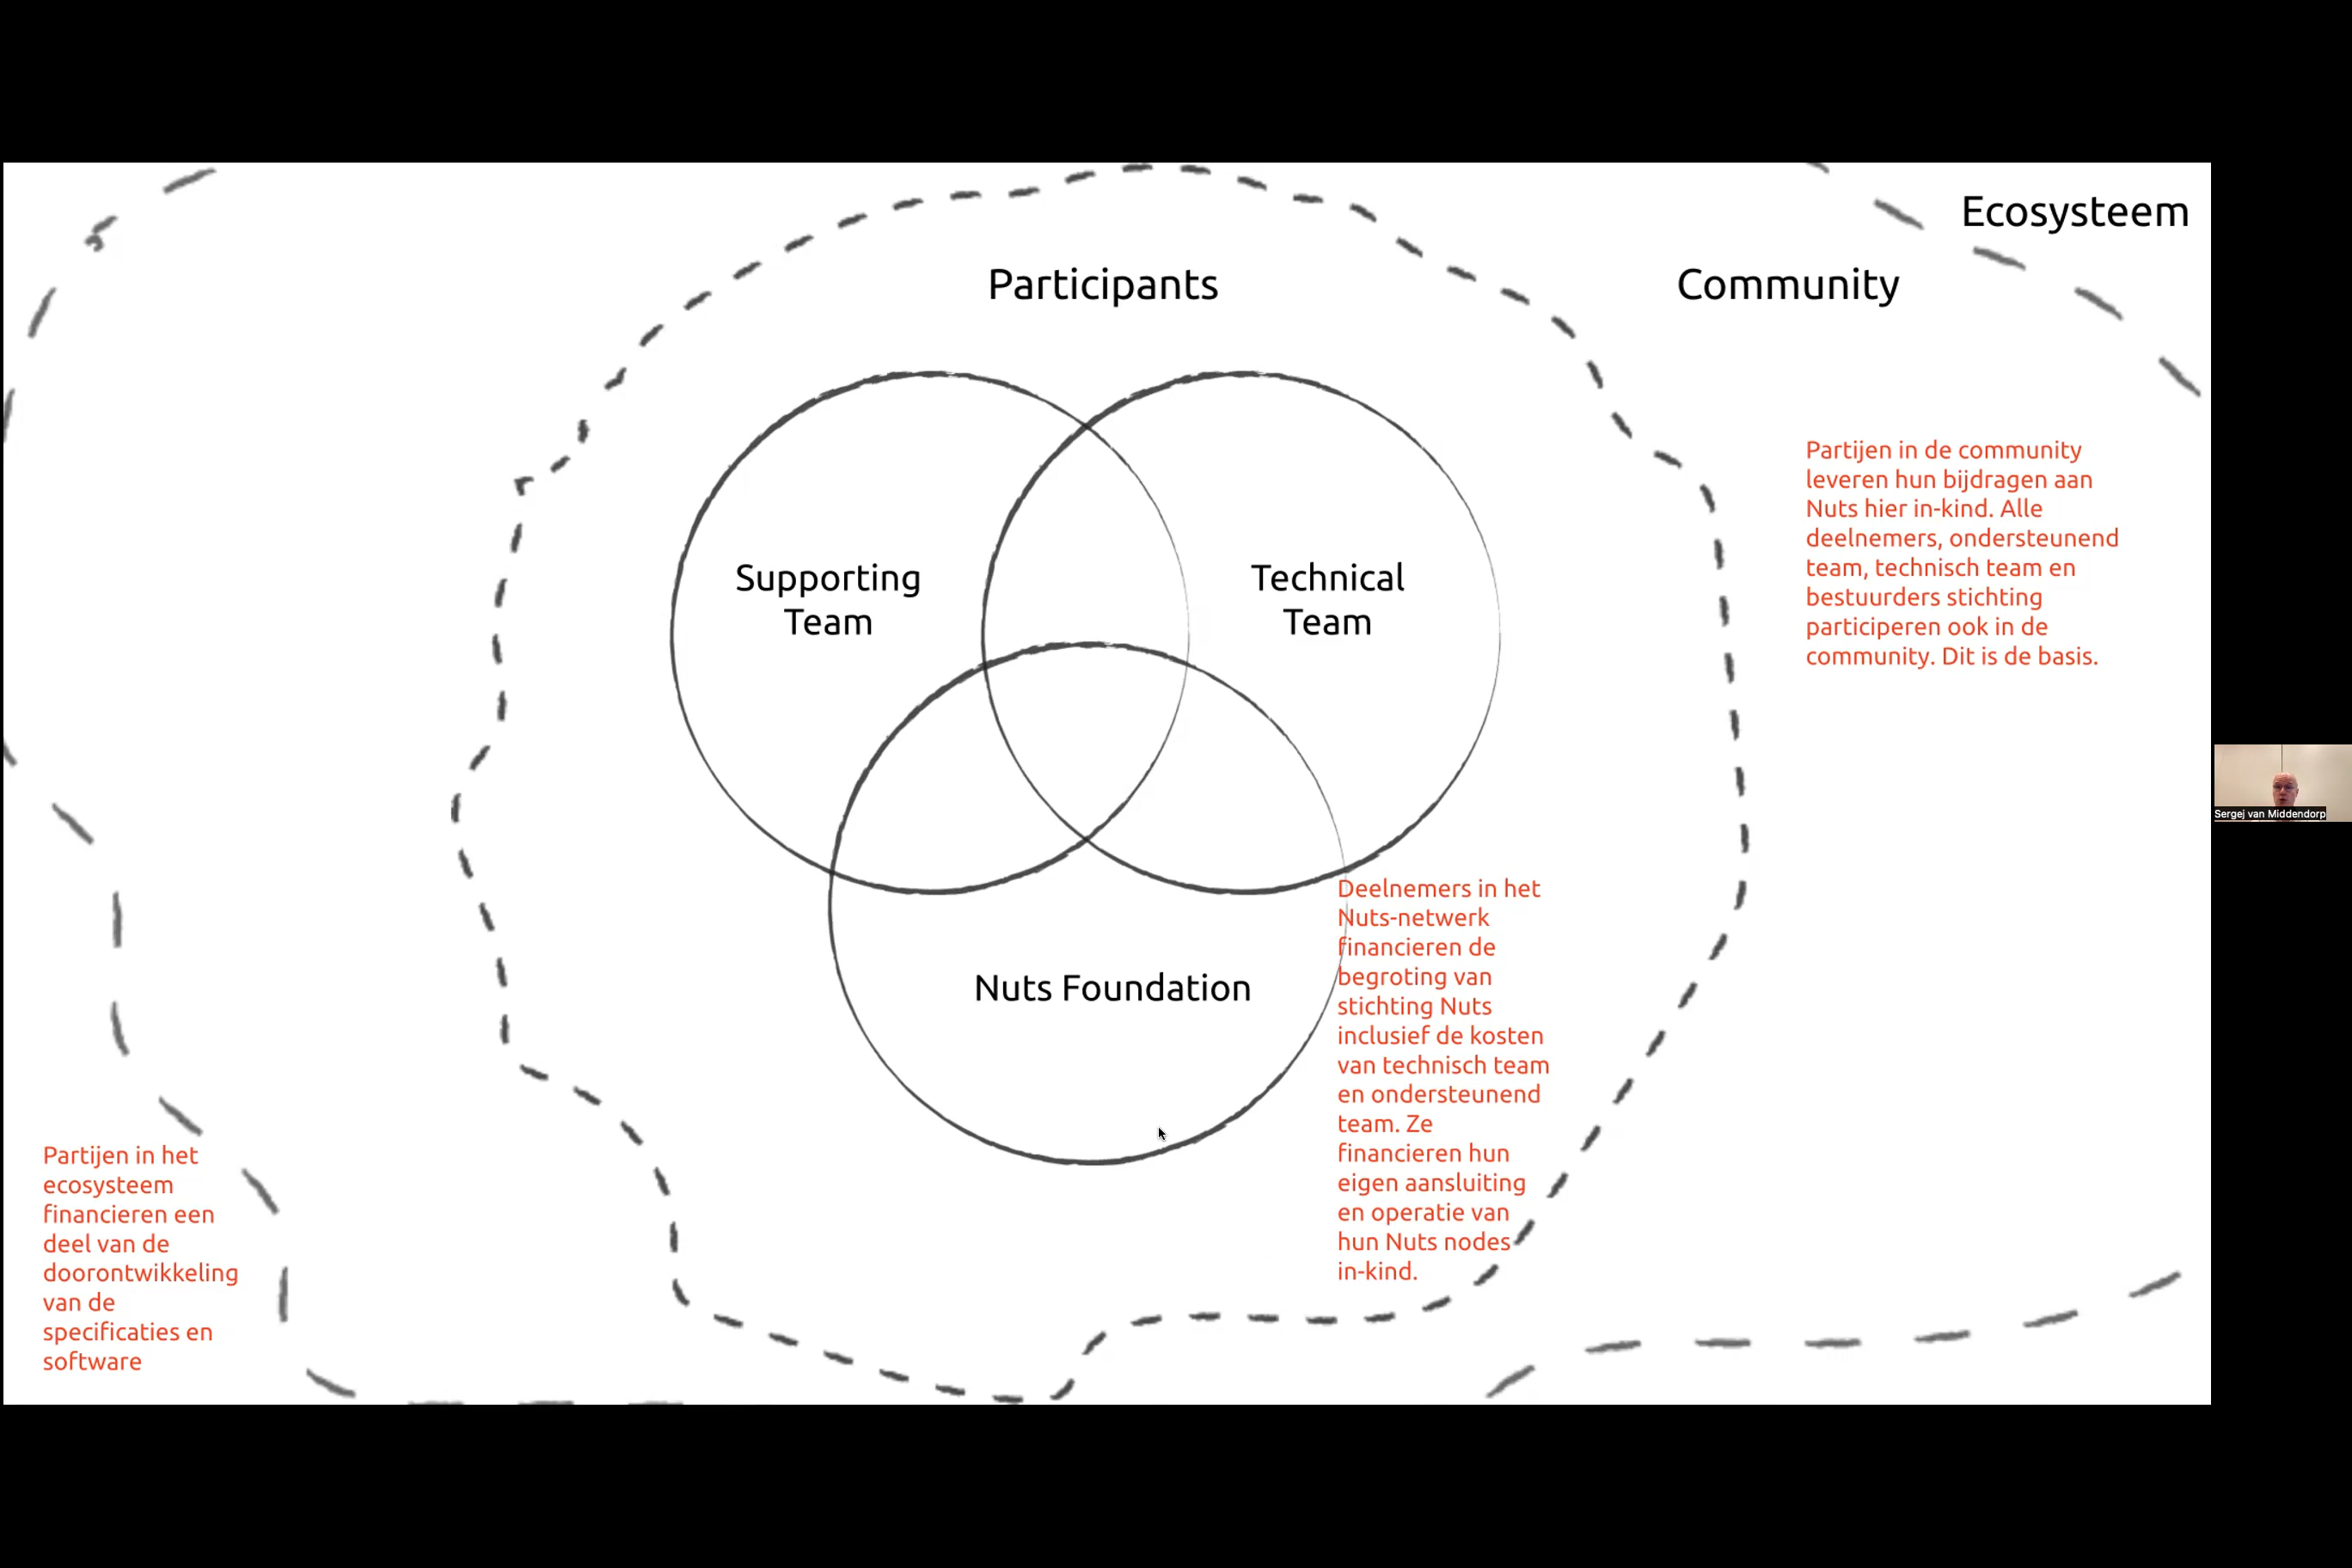 Ecosysteem
Participants
Community
Partijen in de community
leveren hun bijdragen aan
Nuts hier in-kind. Alle
deelnemers, ondersteunend
team, technisch team en
bestuurders stichting
participeren ook in de
community. Dit is de basis.
Supporting
Team
Technical
Team
Sergej van Middendorp
Nuts Foundation
Deelnemers in het
Nuts-netwerk
financieren de
begroting van
stichting Nuts
inclusief de kosten
van technisch team
en ondersteunend
team. Ze
financieren hun
eigen aansluiting
en operatie van
hun Nuts nodes
in-kind.
Partijen in het
ecosysteem
financieren een
deel van de
doorontwikkeling
van de
specificaties en
software